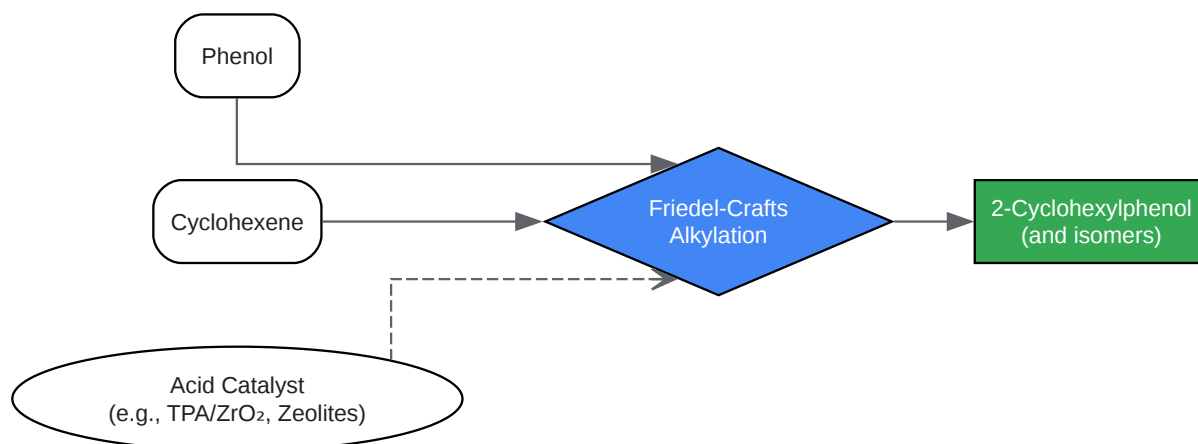 Phenol
Cyclohexene
Friedel-Crafts
Alkylation
2-Cyclohexylphenol
(and isomers)
Acid Catalyst
(e.g., TPA/ZrO₂, Zeolites)